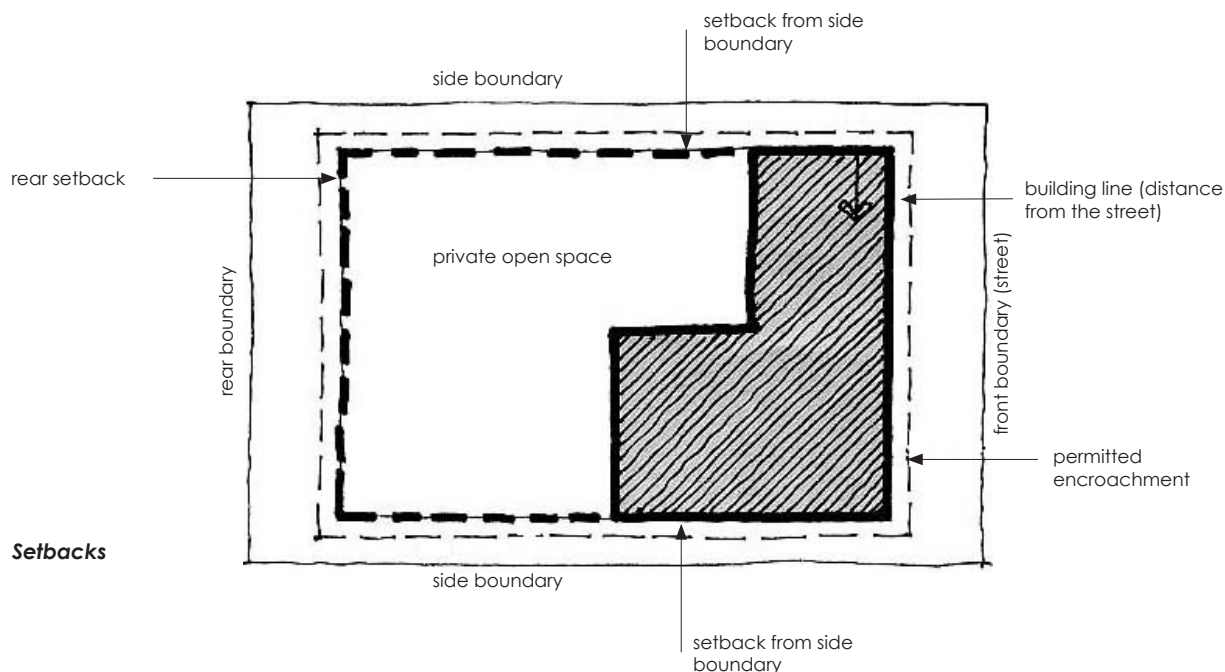 setback from side
boundary
side boundary
rear setback
building line (distance
from the street)
private open space
rear boundary
front boundary (street)
permitted
encroachment
Setbacks
side boundary
setback from side
boundary